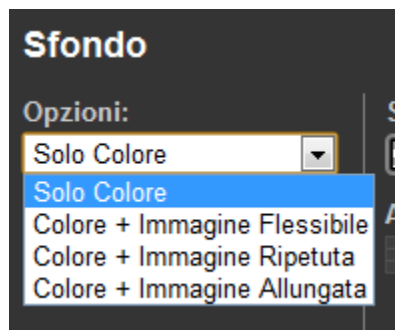 Sfondo
Opzioni:
Solo Colore
Solo Colore
Colore + Immagine Flessibile
Colore + Immagine Ripetuta
Colore + Immagine Allungata